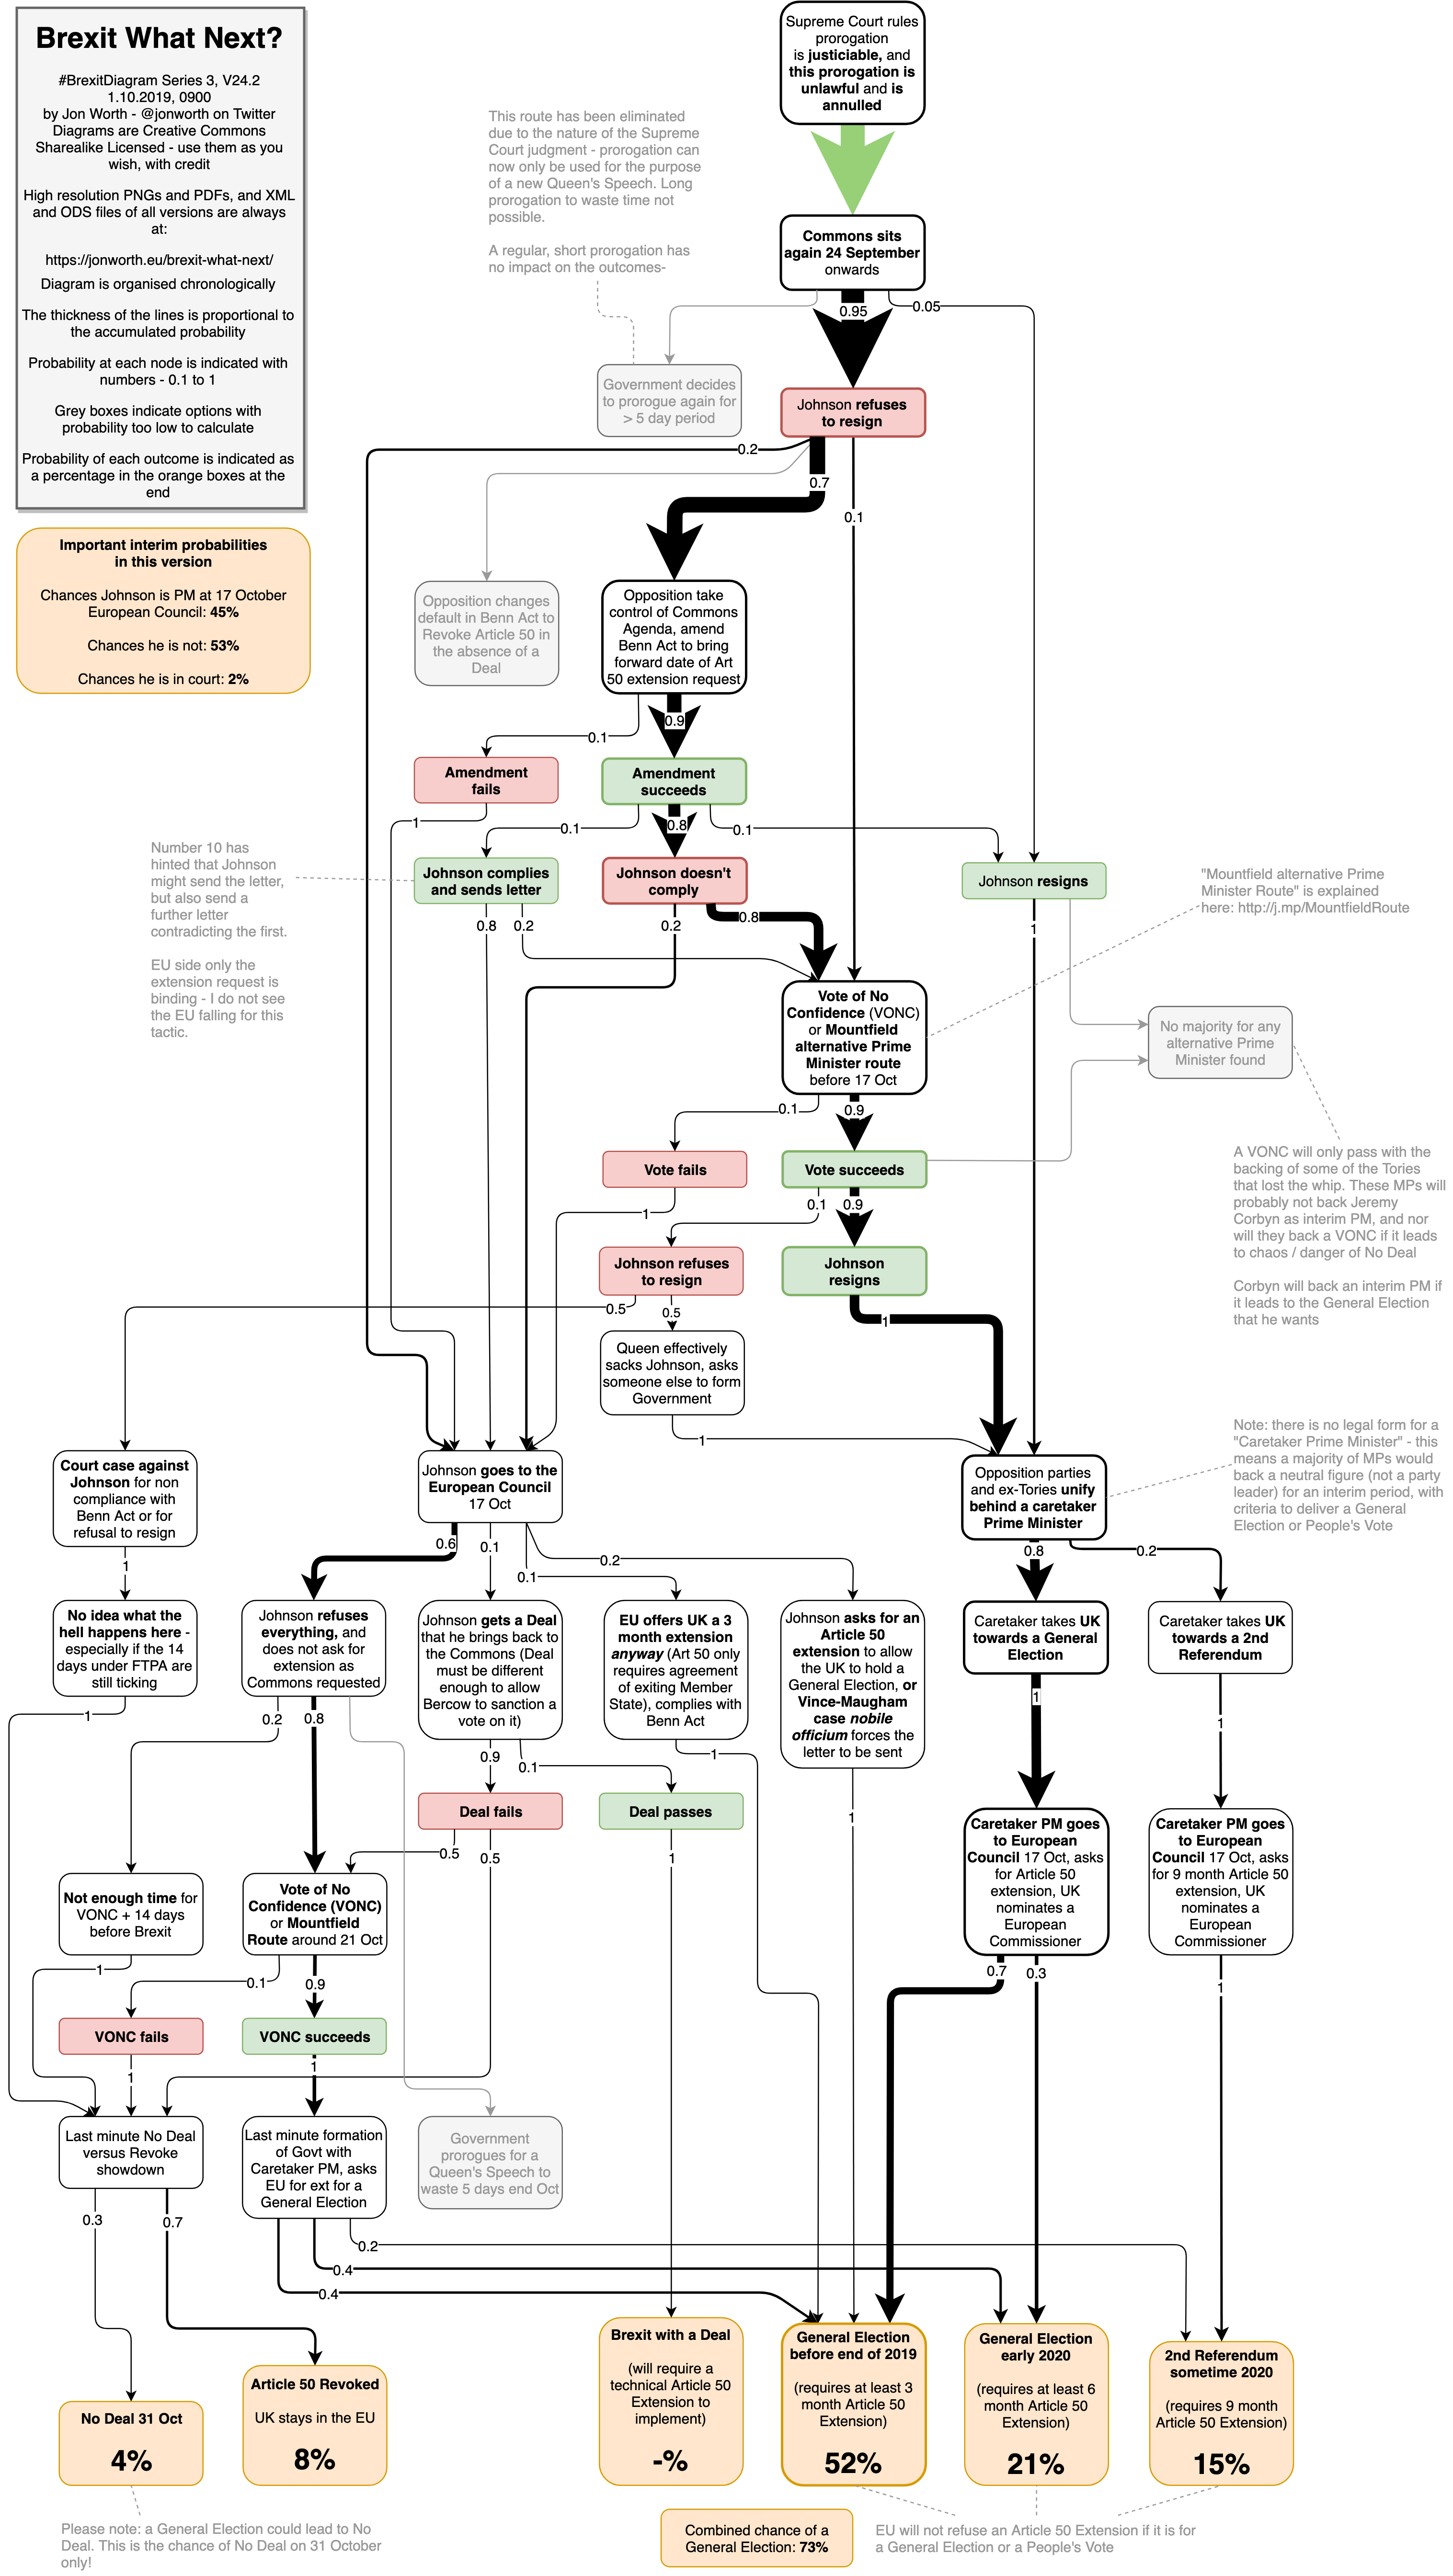 Brexit What Next?
#BrexitDiagram Series 3, V24.2
1.10.2019, 0900
by Jon Worth - @jonworth on Twitter
Diagrams are Creative Commons
Sharealike Licensed - use them as you
wish, with credit
High resolution PNGs and PDFs, and XML
and ODS files of all versions are always
at:
https://jonworth.eu/brexit-what-next/
Diagram is organised chronologically
The thickness of the lines is proportional to
the accumulated probability
Probability at each node is indicated with
numbers - 0.1 to 1
Grey boxes indicate options with
probability too low to calculate
Probability of each outcome is indicated as
a percentage in the orange boxes at the
end
Important interim probabilities
in this version
Chances Johnson is PM at 17 October
European Council: 45%
Chances he is not: 53%
Chances he is in court: 2%
Supreme Court rules
prorogation
is justiciable, and
this prorogation is
unlawful and is
annulled
This route has been eliminated
due to the nature of the Supreme
Court judgment - prorogation can
now only be used for the purpose
of a new Queen's Speech. Long
prorogation to waste time not
possible.
A regular, short prorogation has
no impact on the outcomes-
Commons sits
again 24 September
onwards
0.95
0.05
Government decides
to prorogue again for
> 5 day period
Johnson refuses
to resign
0.2
0.7
0.1
Opposition changes
default in Benn Act to
Revoke Article 50 in
the absence of a
Deal
Opposition take
control of Commons
Agenda, amend
Benn Act to bring
forward date of Art
50 extension request
0.1
0.9
Amendment
fails
Amendment
succeeds
1
0.1
0.8
0.1
Number 10 has
hinted that Johnson
might send the letter,
but also send a
further letter
contradicting the first.
EU side only the
extension request is
binding - I do not see
the EU falling for this
tactic.
Johnson complies
and sends letter
Johnson doesn't
comply
Johnson resigns
"Mountfield alternative Prime
Minister Route" is explained
here: http://j.mp/MountfieldRoute
0.8
0.2
0.2
0.8
1
Vote of No
Confidence (VONC)
or Mountfield
alternative Prime
Minister route
before 17 Oct
No majority for any
alternative Prime
Minister found
0.1
0.9
Vote fails
Vote succeeds
A VONC will only pass with the
backing of some of the Tories
that lost the whip. These MPs will
probably not back Jeremy
Corbyn as interim PM, and nor
will they back a VONC if it leads
to chaos / danger of No Deal
Corbyn will back an interim PM if
it leads to the General Election
that he wants
1
0.1
0.9
Johnson refuses
to resign
Johnson
resigns
0.5
0.5
1
Queen effectively
sacks Johnson, asks
someone else to form
Government
1
Note: there is no legal form for a
"Caretaker Prime Minister" - this
means a majority of MPs would
back a neutral figure (not a party
leader) for an interim period, with
criteria to deliver a General
Election or People's Vote
Court case against
Johnson for non
compliance with
Benn Act or for
refusal to resign
Johnson goes to the
European Council
17 Oct
Opposition parties
and ex-Tories unify
behind a caretaker
Prime Minister
1
0.6
0.1
0.1
0.2
0.8
0.2
No idea what the
hell happens here -
especially if the 14
days under FTPA are
still ticking
Johnson refuses
everything, and
does not ask for
extension as
Commons requested
Johnson gets a Deal
that he brings back to
the Commons (Deal
must be different
enough to allow
Bercow to sanction a
vote on it)
EU offers UK a 3
month extension
anyway (Art 50 only
requires agreement
of exiting Member
State), complies with
Benn Act
Johnson asks for an
Article 50
extension to allow
the UK to hold a
General Election, or
Vince-Maugham
case nobile
officium forces the
letter to be sent
Caretaker takes UK
towards a General
Election
Caretaker takes UK
towards a 2nd
Referendum
1
0.2
0.8
0.9
0.1
1
1
1
1
Deal fails
Deal passes
0.5
0.5
1
Caretaker PM goes
to European
Council 17 Oct, asks
for Article 50
extension, UK
nominates a
European
Commissioner
Caretaker PM goes
to European
Council 17 Oct, asks
for 9 month Article 50
extension, UK
nominates a
European
Commissioner
Not enough time for
VONC + 14 days
before Brexit
Vote of No
Confidence (VONC)
or Mountfield
Route around 21 Oct
1
0.1
0.9
0.7
0.3
1
VONC fails
VONC succeeds
1
1
Last minute No Deal
versus Revoke
showdown
Last minute formation
of Govt with
Caretaker PM, asks
EU for ext for a
General Election
Government
prorogues for a
Queen's Speech to
waste 5 days end Oct
0.3
0.7
0.2
0.4
0.4
No Deal 31 Oct
4%
Article 50 Revoked
UK stays in the EU
8%
Brexit with a Deal
(will require a
technical Article 50
Extension to
implement)
-%
General Election
before end of 2019
(requires at least 3
month Article 50
Extension)
52%
General Election
early 2020
(requires at least 6
month Article 50
Extension)
21%
2nd Referendum
sometime 2020
(requires 9 month
Article 50 Extension)
15%
Please note: a General Election could lead to No
Deal. This is the chance of No Deal on 31 October
only!
Combined chance of a
General Election: 73%
EU will not refuse an Article 50 Extension if it is for
a General Election or a People's Vote